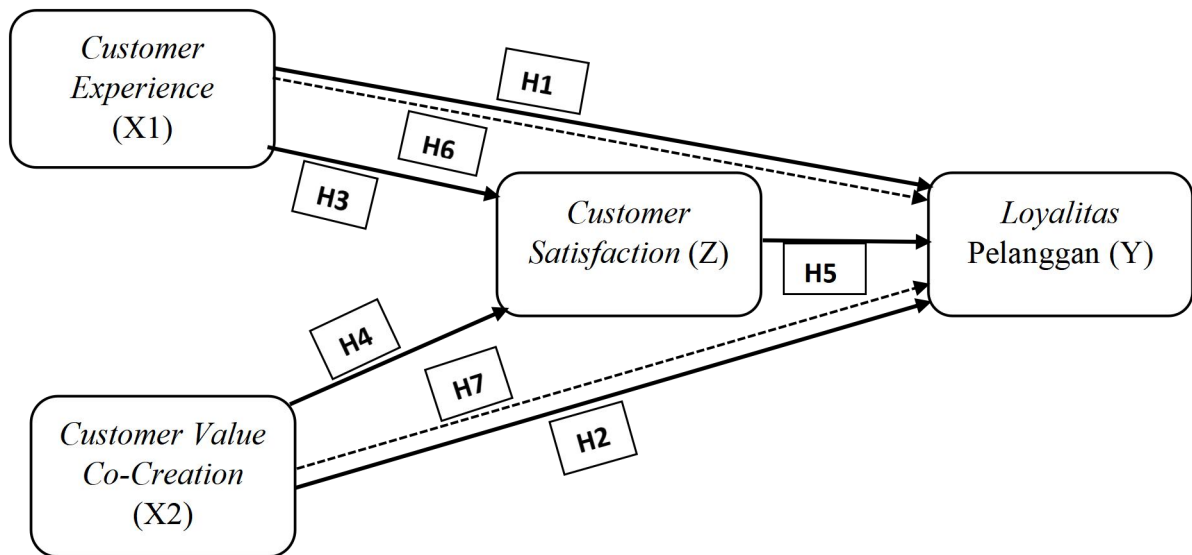 Customer
Experience
(X1)
H1
H6
H3
Customer
Satisfaction (Z)
Loyalitas
Pelanggan (Y)
H5
H4
H7
H2
Customer Value
Co-Creation
(X2)